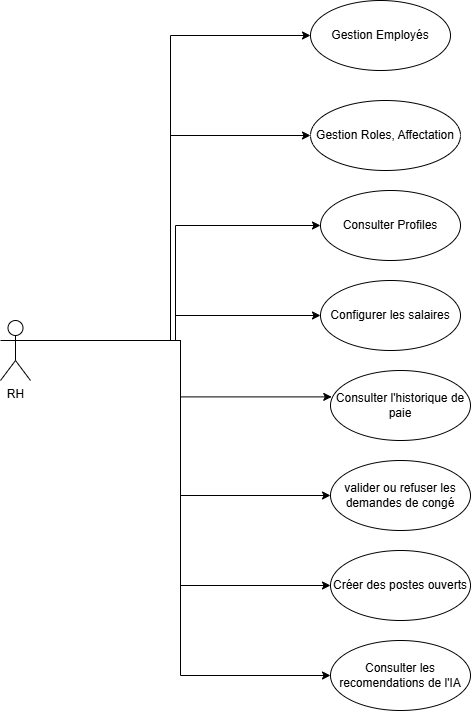 Gestion Employés
Gestion Roles, Affectation
Consulter Profiles
Configurer les salaires
RH
Consulter l'historique de
paie
valider ou refuser les
demandes de congé
Créer des postes ouverts
Consulter les
recomendations de l'IA